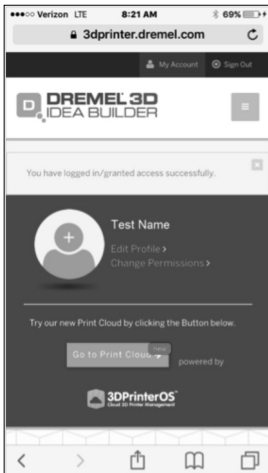 Verizon LTE 8:21 AM 69%
3dprinter.dremel.com
My Account Sign Out
DREMEL 3D
IDEA BUILDER
You have logged in/granted access successfully.
Test Name
Edit Profile >
Change Permissions >
Try our new Print Cloud by clicking the Button below.
Go to Print Cloud
powered by
3DPrinterOS
Cloud 3D Printer Management